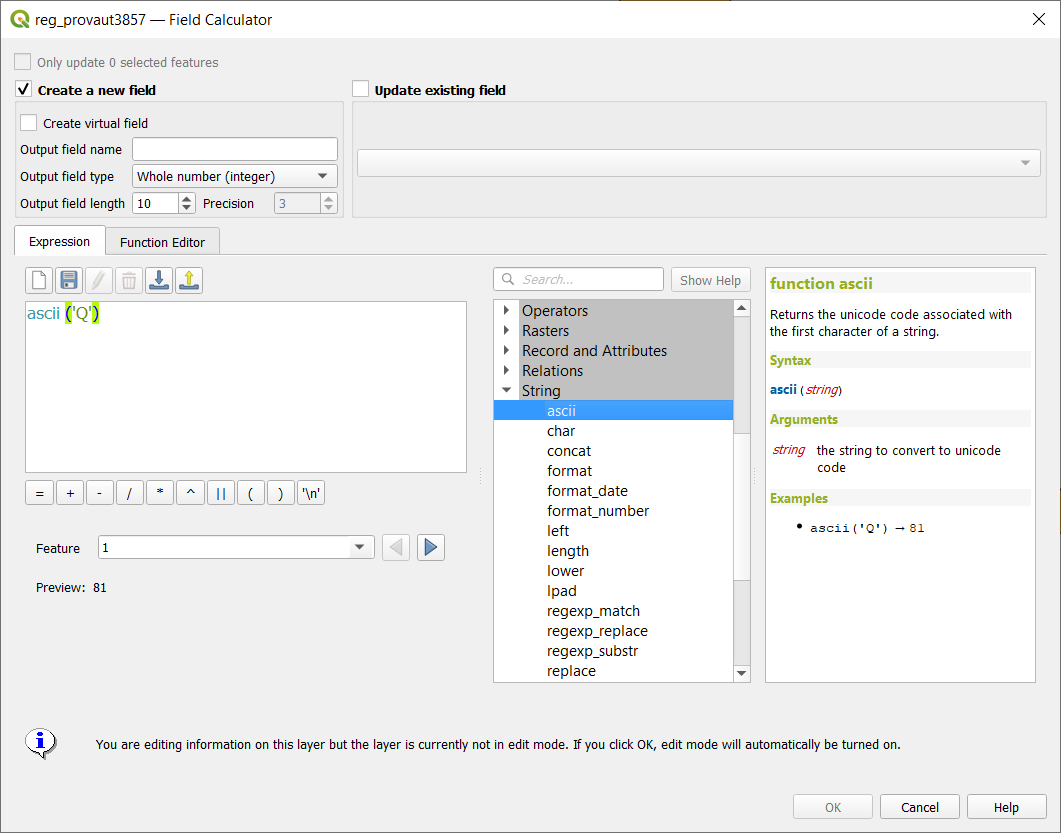 reg_provaut3857 — Field Calculator
Only update 0 selected features
Create a new field
Update existing field
Create virtual field
Output field name
Output field type Whole number (integer)
Output field length 10 Precision 3
Expression Function Editor
Search... Show Help
ascii ('Q')
= + - / * ^ || ( ) '\n'
Feature 1
Preview: 81
Operators
Rasters
Record and Attributes
Relations
String
ascii
char
concat
format
format_date
format_number
left
length
lower
lpad
regexp_match
regexp_replace
regexp_substr
replace
function ascii
Returns the unicode code associated with
the first character of a string.
Syntax
ascii (string)
Arguments
string the string to convert to unicode
code
Examples
• ascii('Q') → 81
You are editing information on this layer but the layer is currently not in edit mode. If you click OK, edit mode will automatically be turned on.
OK Cancel Help